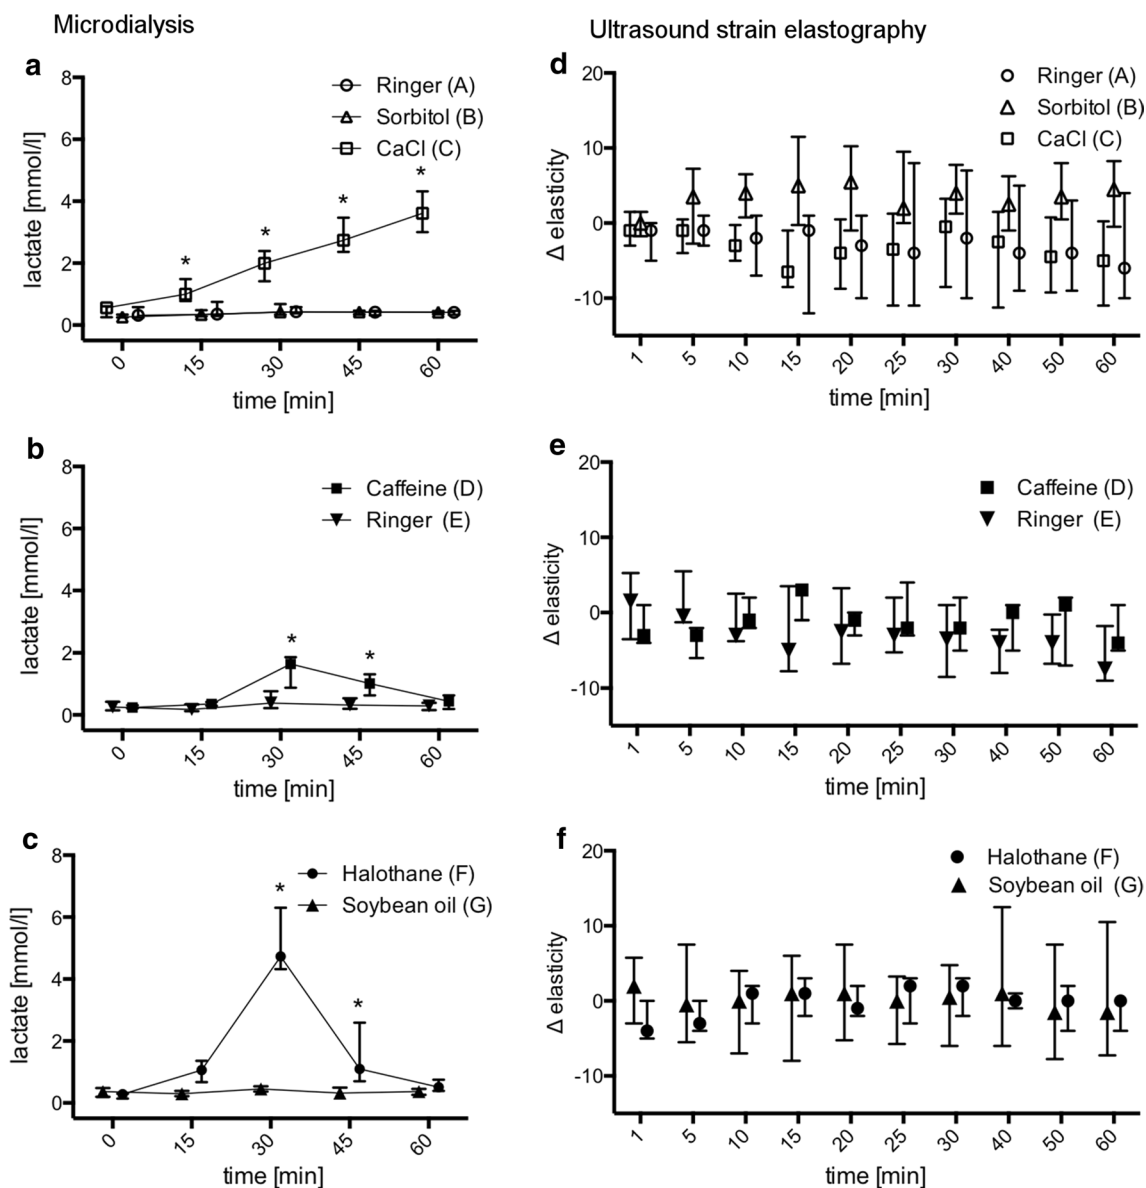 Microdialysis
Ultrasound strain elastography
a
8
6
4
2
0
lactate [mmol/l]
Ringer (A)
Sorbitol (B)
CaCl (C)
*
*
*
*
0
15
30
45
60
time [min]
d
20
10
0
-10
Δ elasticity
Ringer (A)
Sorbitol (B)
CaCl (C)
1
5
10
15
20
25
30
40
50
60
time [min]
b
8
6
4
2
0
lactate [mmol/l]
Caffeine (D)
Ringer (E)
*
*
0
15
30
45
60
time [min]
e
20
10
0
-10
Δ elasticity
Caffeine (D)
Ringer (E)
1
5
10
15
20
25
30
40
50
60
time [min]
c
8
6
4
2
0
lactate [mmol/l]
Halothane (F)
Soybean oil (G)
*
*
0
15
30
45
60
time [min]
f
20
10
0
-10
Δ elasticity
Halothane (F)
Soybean oil (G)
1
5
10
15
20
25
30
40
50
60
time [min]